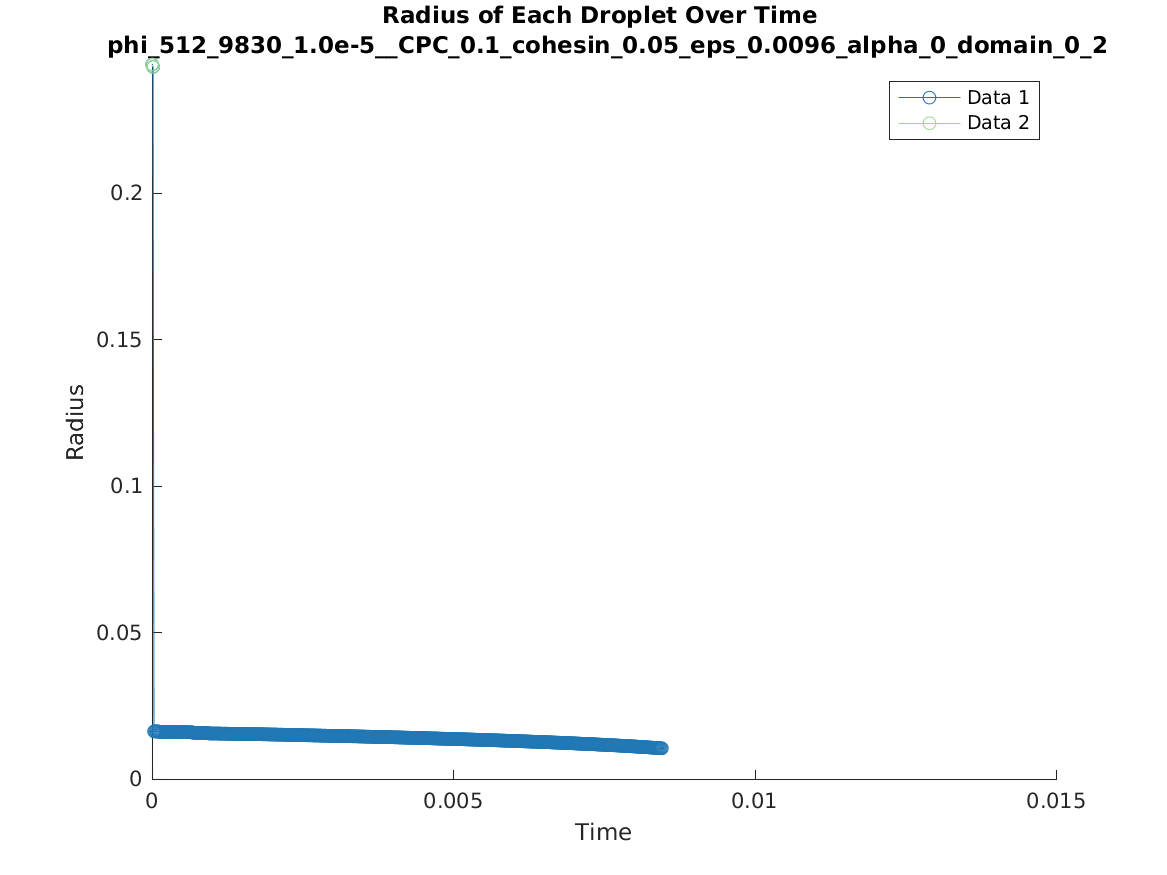 Radius of Each Droplet Over Time
phi_512_9830_1.0e-5__CPC_0.1_cohesin_0.05_eps_0.0096_alpha_0_domain_0_2
Data 1
Data 2
0.2
0.15
0.1
0.05
0
Radius
0
0.005
0.01
0.015
Time